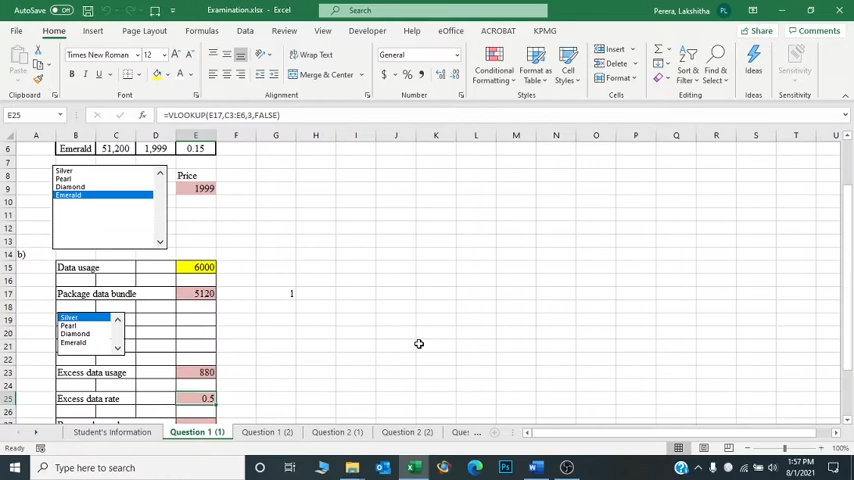 AutoSave Off Examination.xlsx - Excel Search Perera, Lakshitha PL
File Home Insert Draw Page Layout Formulas Data Review View Developer Help ACROBAT KPMG Share Comments
Times New Roman 12 A A Wrap Text General Insert Σ
Paste Conditional Formatting Format as Table Cell Styles Delete Sort & Filter Find & Select Ideas Sensitivity
B I U A Merge & Center $ % , Format
Clipboard Font Alignment Number Styles Cells Editing Ideas Sensitivity
E25 fx =VLOOKUP(E17,C3:E6,3,FALSE)
A B C D E F G H I J K L M N O P Q R S T U
6 Emerald 51,200 1,999 0.15
7 Silver
8 Pearl Price
9 Diamond 1999
Emerald
10
11
12
13
14 b)
15 Data usage 6000
16
17 Package data bundle 5120 1
18
19 Silver
20 Pearl
21 Diamond
Emerald
22
23 Excess data usage 880
24
25 Excess data rate 0.5
26
27
Student's Information Question 1 (1) Question 1 (2) Question 2 (1) Question 2 (2) Que: ...
Ready 100%
Type here to search 1:57 PM
8/1/2021